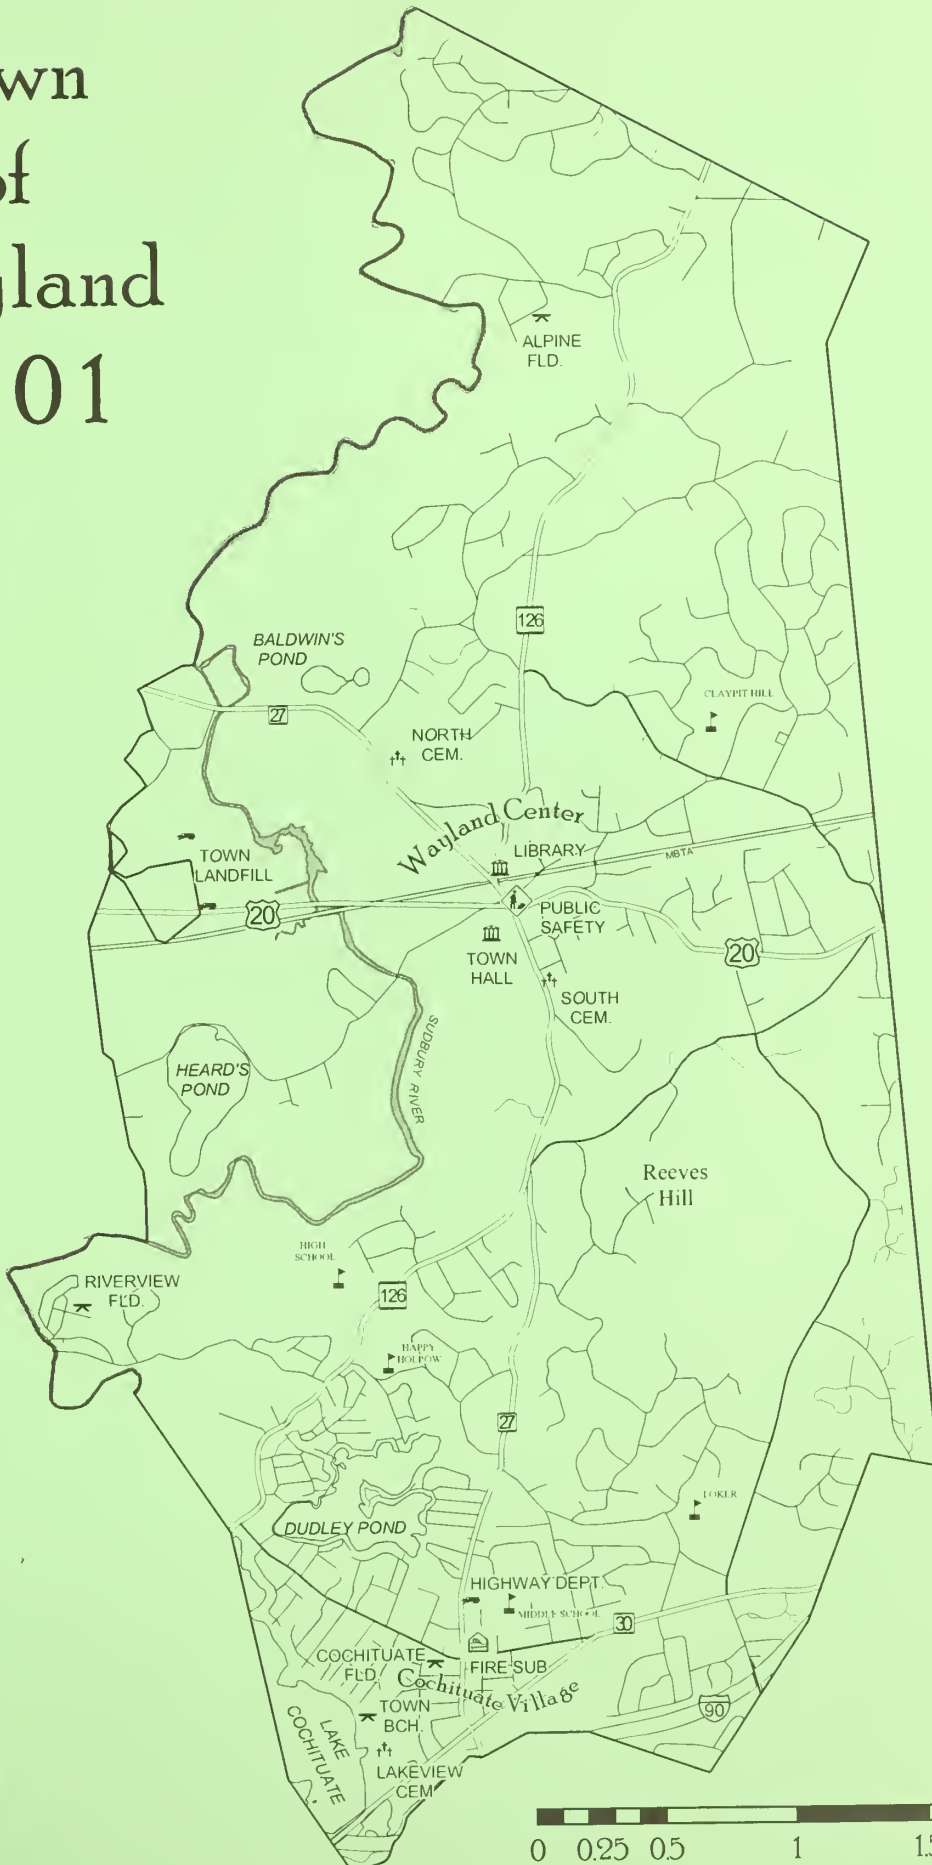 wn
of
yland
01
ALPINE
FLD.
126
BALDWIN'S
POND
27
CLAYPIT HILL
NORTH
CEM.
Wayland Center
LIBRARY
MBTA
TOWN
LANDFILL
20
PUBLIC
SAFETY
TOWN
HALL
20
SOUTH
CEM.
SUDBURY RIVER
HEARD'S
POND
Reeves
Hill
HIGH
SCHOOL
RIVERVIEW
FLD.
126
HAPPY
HOLLOW
27
LOKER
DUDLEY POND
HIGHWAY DEPT.
MIDDLE SCHOOL
30
COCHITUATE
FLD.
FIRE SUB
Cochituate Village
TOWN
BCH.
90
LAKE
COCHITUATE
LAKEVIEW
CEM
0 0.25 0.5 1 1.5